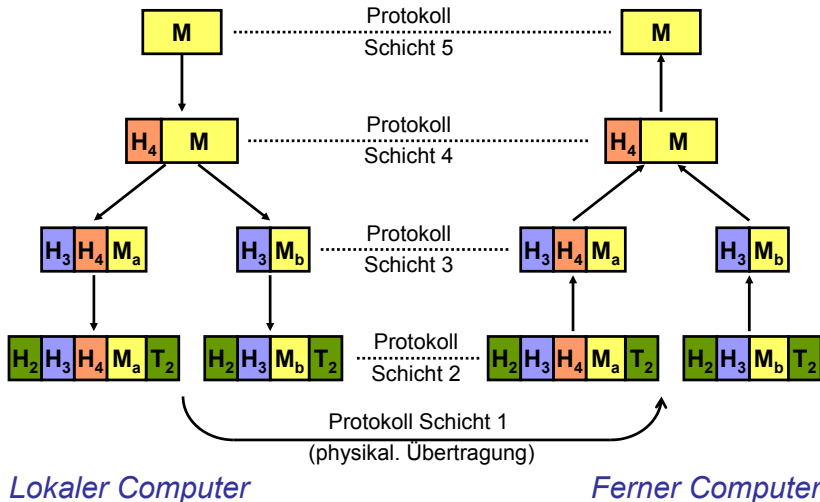 M Protokoll Schicht 5 M
H4 M Protokoll Schicht 4 H4 M
H3 H4 Ma H3 Mb Protokoll Schicht 3 H3 H4 Ma H3 Mb
H2 H3 H4 Ma T2 H2 H3 Mb T2 Protokoll Schicht 2 H2 H3 H4 Ma T2 H2 H3 Mb T2
Protokoll Schicht 1
(physikal. Übertragung)
Lokaler Computer Ferner Computer